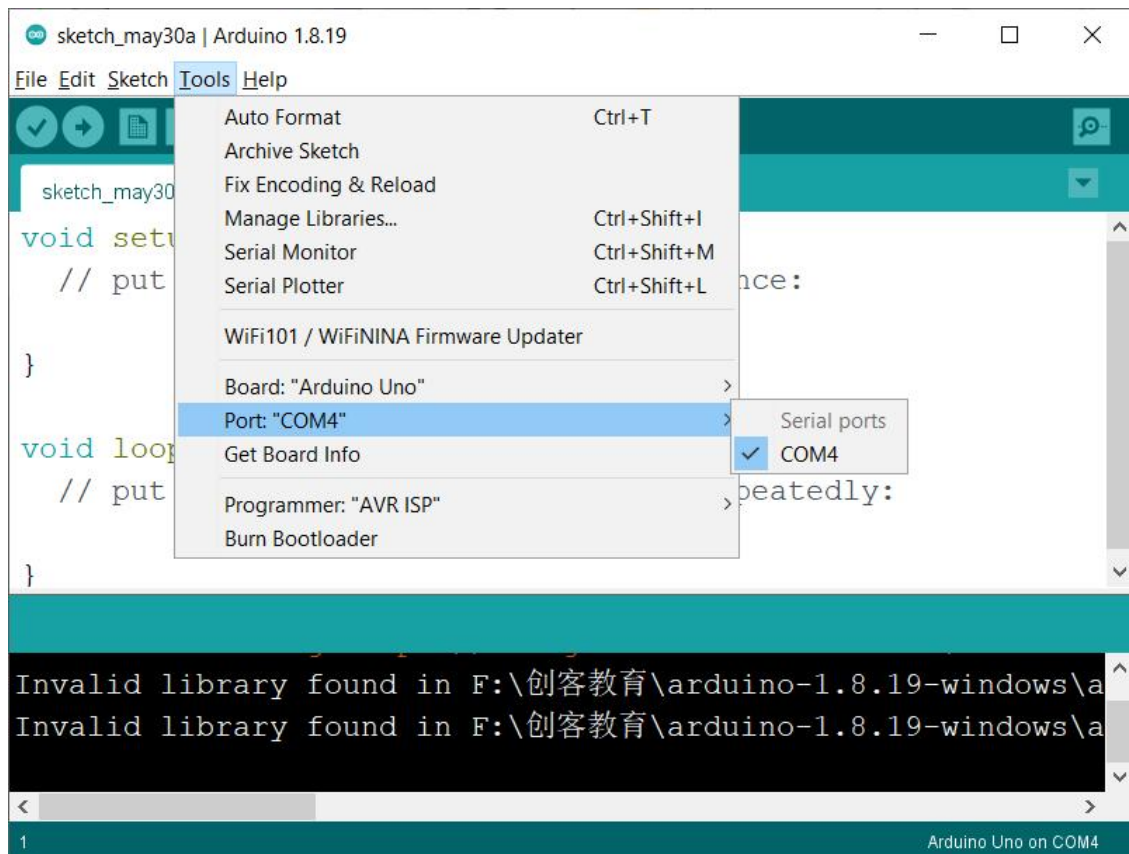 sketch_may30a | Arduino 1.8.19
File Edit Sketch Tools Help
sketch_may30
void setu
// put
nce:
}
void loop
// put
peatedly:
}
Auto Format Ctrl+T
Archive Sketch
Fix Encoding & Reload
Manage Libraries... Ctrl+Shift+I
Serial Monitor Ctrl+Shift+M
Serial Plotter Ctrl+Shift+L
WiFi101 / WiFiNINA Firmware Updater
Board: "Arduino Uno"
Port: "COM4"
Get Board Info
Programmer: "AVR ISP"
Burn Bootloader
Serial ports
COM4
Invalid library found in F:\创客教育\arduino-1.8.19-windows\a
Invalid library found in F:\创客教育\arduino-1.8.19-windows\a
1 Arduino Uno on COM4